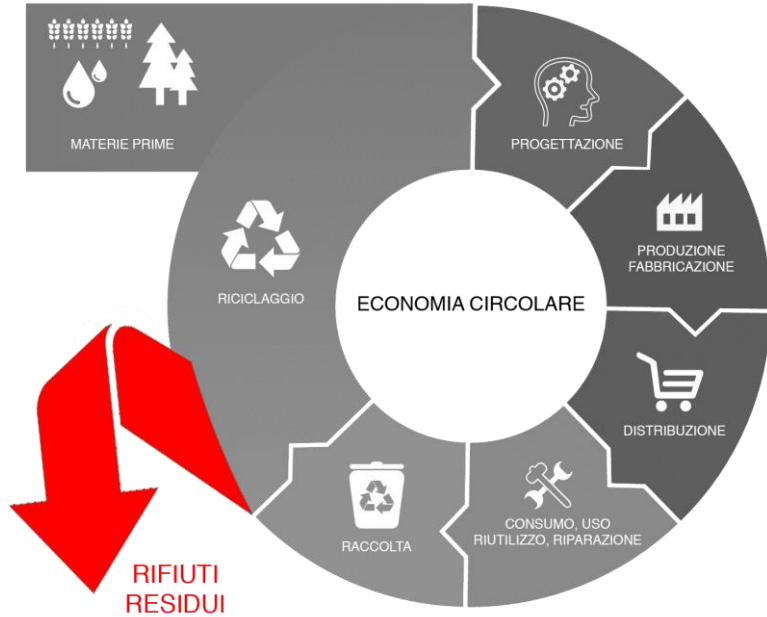 MATERIE PRIME
PROGETTAZIONE
PRODUZIONE
FABBRICAZIONE
RICICLAGGIO
ECONOMIA CIRCOLARE
DISTRIBUZIONE
CONSUMO, USO
RIUTILIZZO, RIPARAZIONE
RACCOLTA
RIFIUTI
RESIDUI